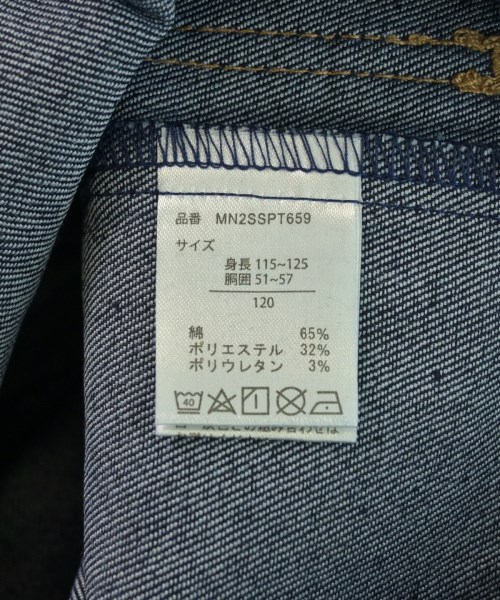 品番 MN2SSPT659
サイズ
身長 115~125
胴囲 51~57
120
綿 65%
ポリエステル 32%
ポリウレタン 3%
40